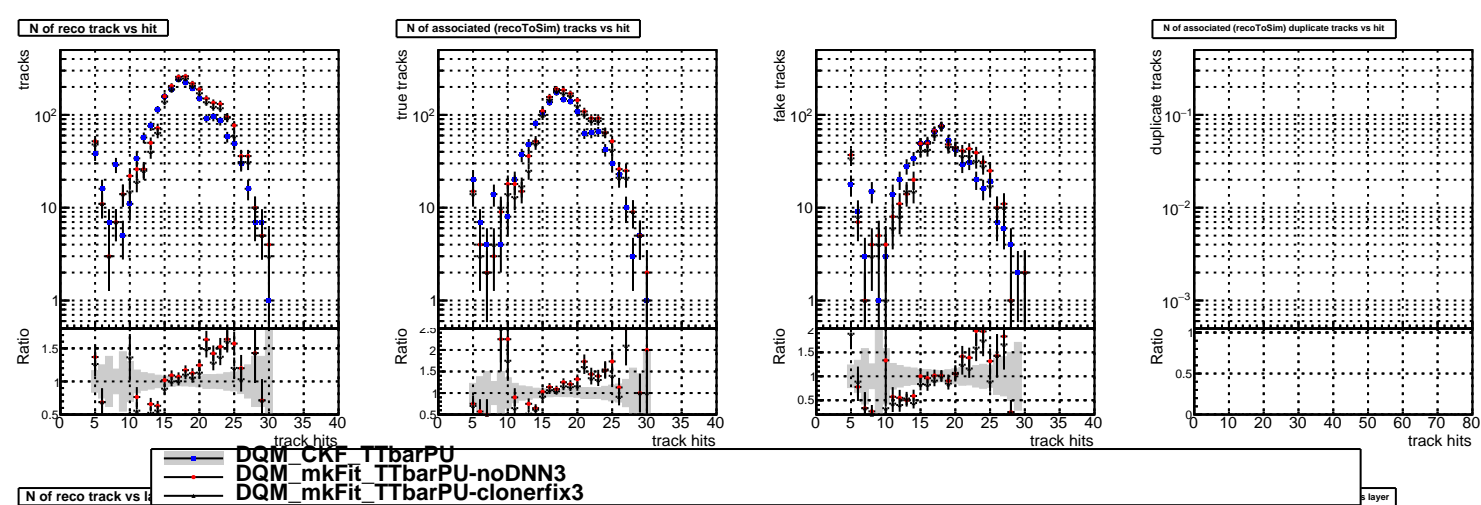 N of reco track vs hit
N of associated (recoToSim) tracks vs hit
N of associated (recoToSim) duplicate tracks vs hit
tracks
10²
10
1
Ratio
1.5
1
0.5
0 5 10 15 20 25 30 35 40
track hits
true tracks
10²
10
1
Ratio
2.5
2
1.5
1
0.5
0 5 10 15 20 25 30 35 40
track hits
fake tracks
10²
10
1
Ratio
2
1.5
1
0.5
0 5 10 15 20 25 30 35 40
track hits
duplicate tracks
10⁻¹
10⁻²
10⁻³
Ratio
1
0.5
0
0 10 20 30 40 50 60 70 80
track hits
DQM_CKF_TTbarPU
DQM_mkFit_TTbarPU-noDNN3
DQM_mkFit_TTbarPU-clonerfix3
N of reco track vs la
s layer